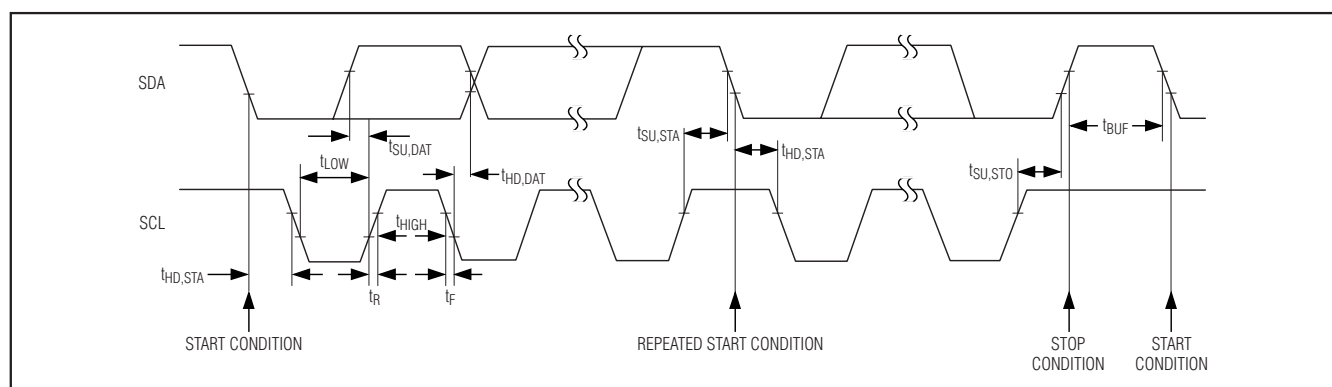 SDA
tSU,STA
tBUF
tSU,DAT
tLOW
tHD,STA
tHD,DAT
tSU,STO
SCL
tHIGH
tHD,STA
tR
tF
START CONDITION
REPEATED START CONDITION
STOP
CONDITION
START
CONDITION